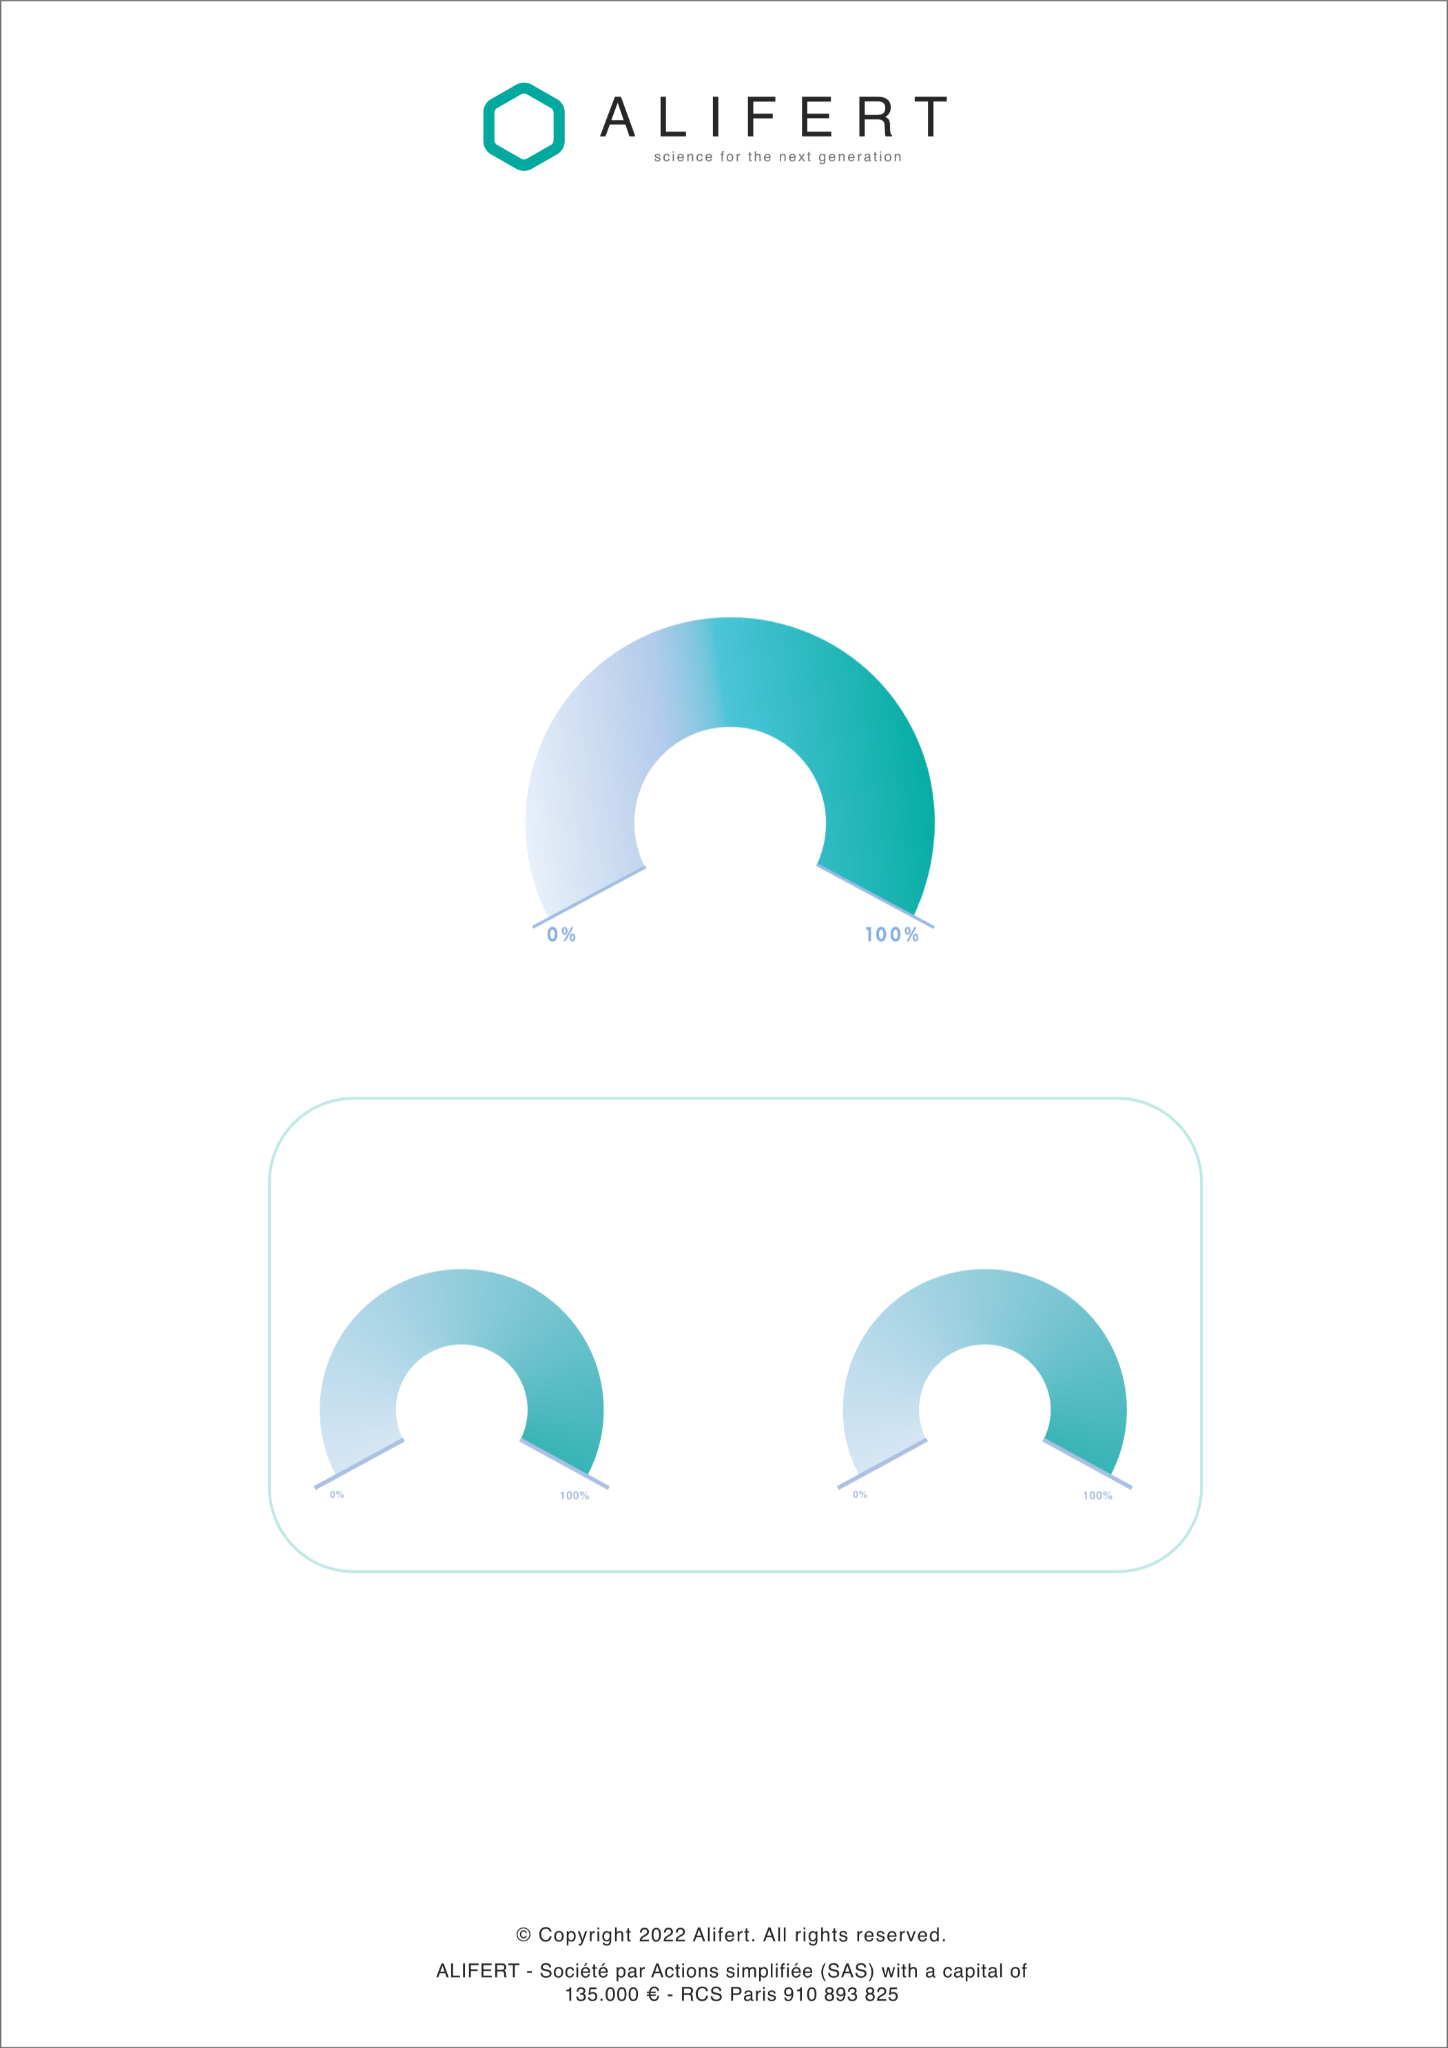 ALIFERT
science for the next generation
0%
100%
0%
100%
0%
100%
© Copyright 2022 Alifert. All rights reserved.
ALIFERT - Société par Actions simplifiée (SAS) with a capital of
135.000 € - RCS Paris 910 893 825